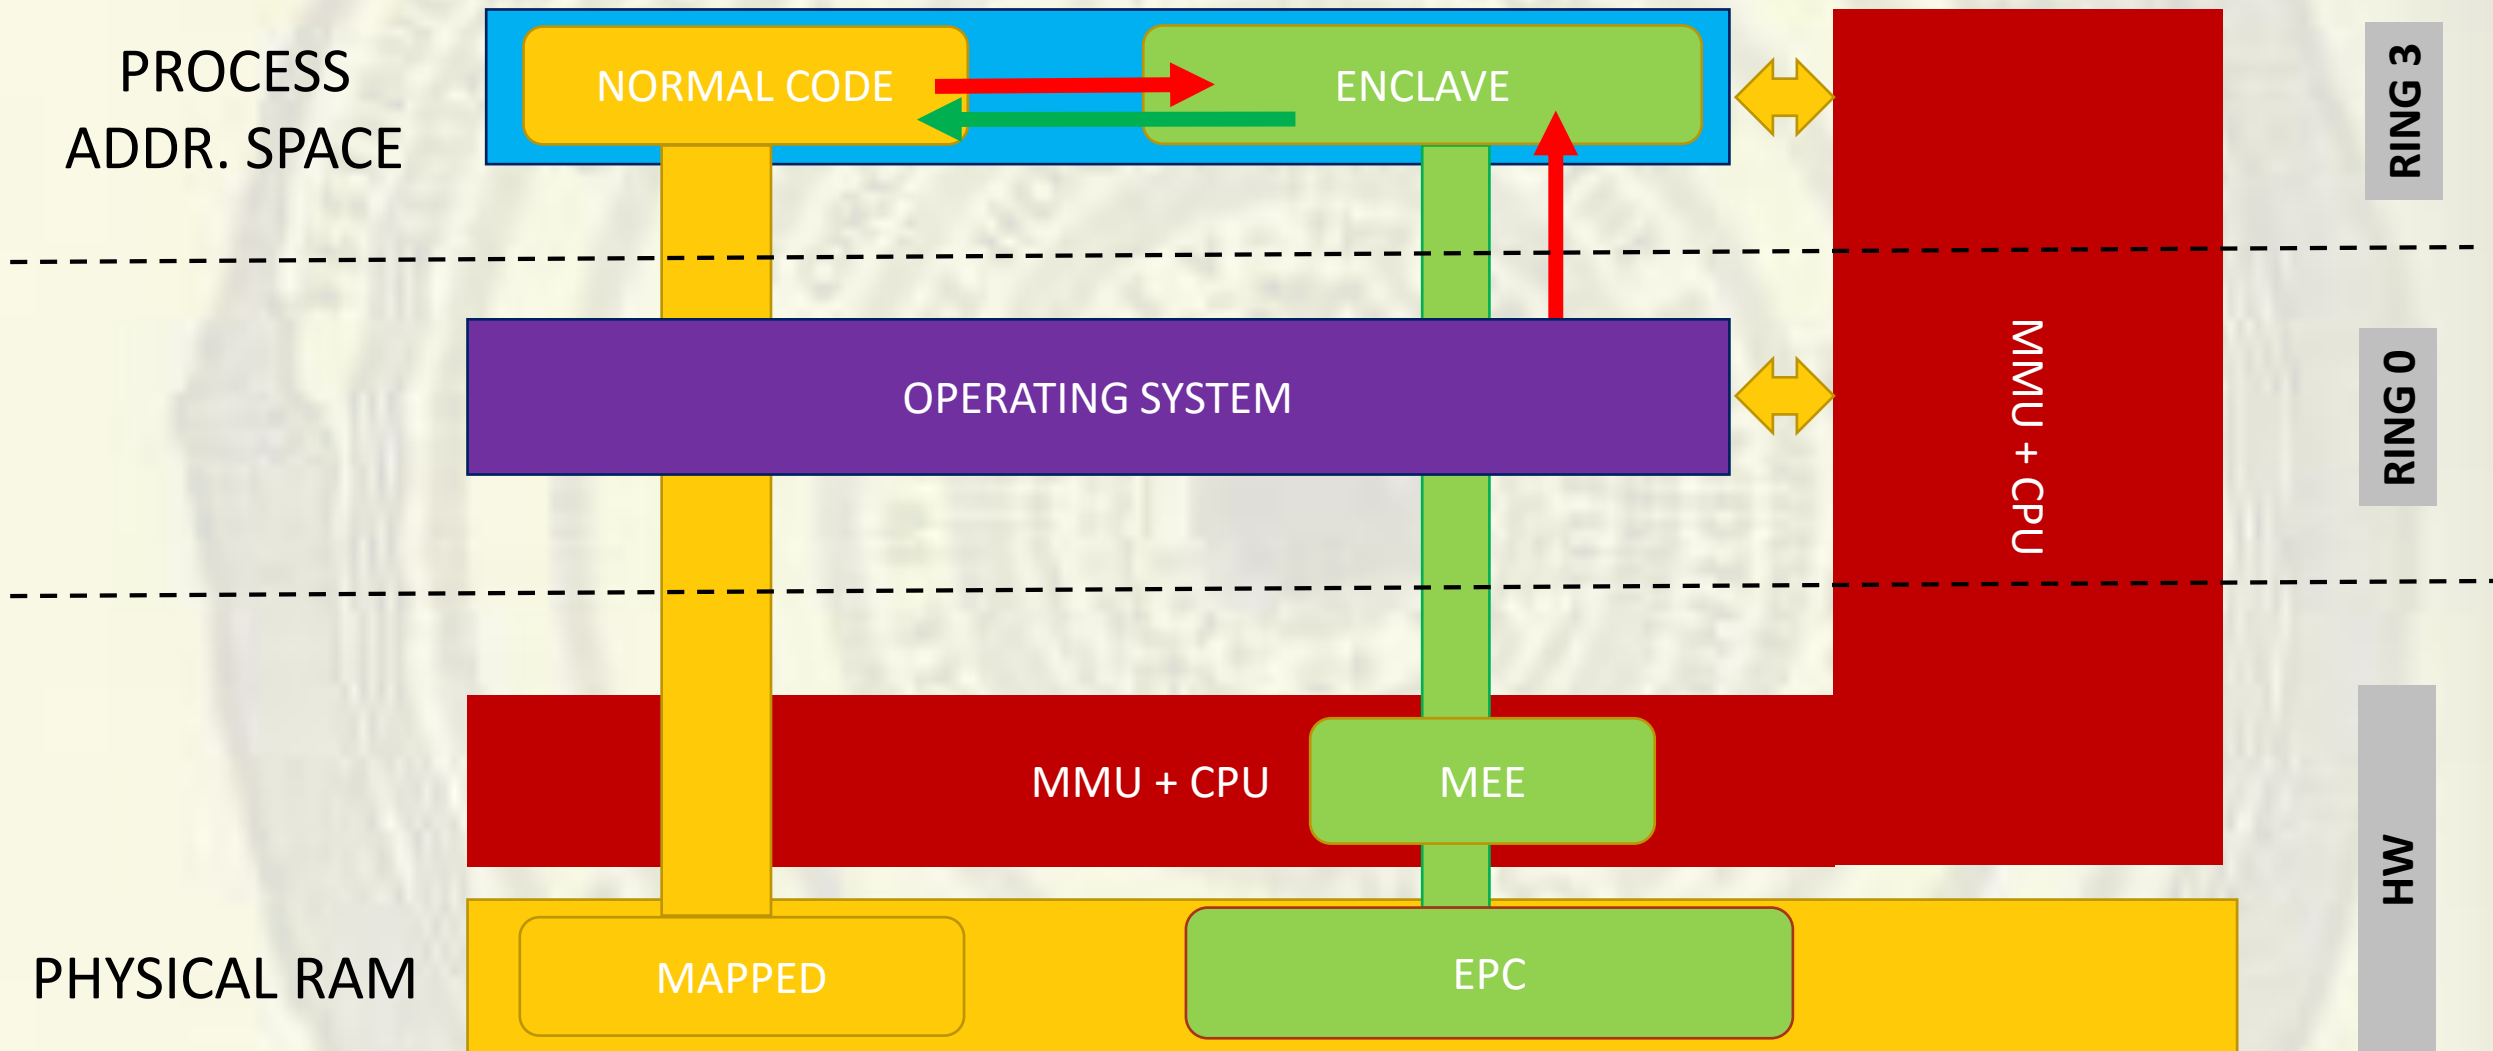 PROCESS
ADDR. SPACE
NORMAL CODE
ENCLAVE
RING 3
OPERATING SYSTEM
MMU + CPU
RING 0
MMU + CPU
MEE
HW
PHYSICAL RAM
MAPPED
EPC